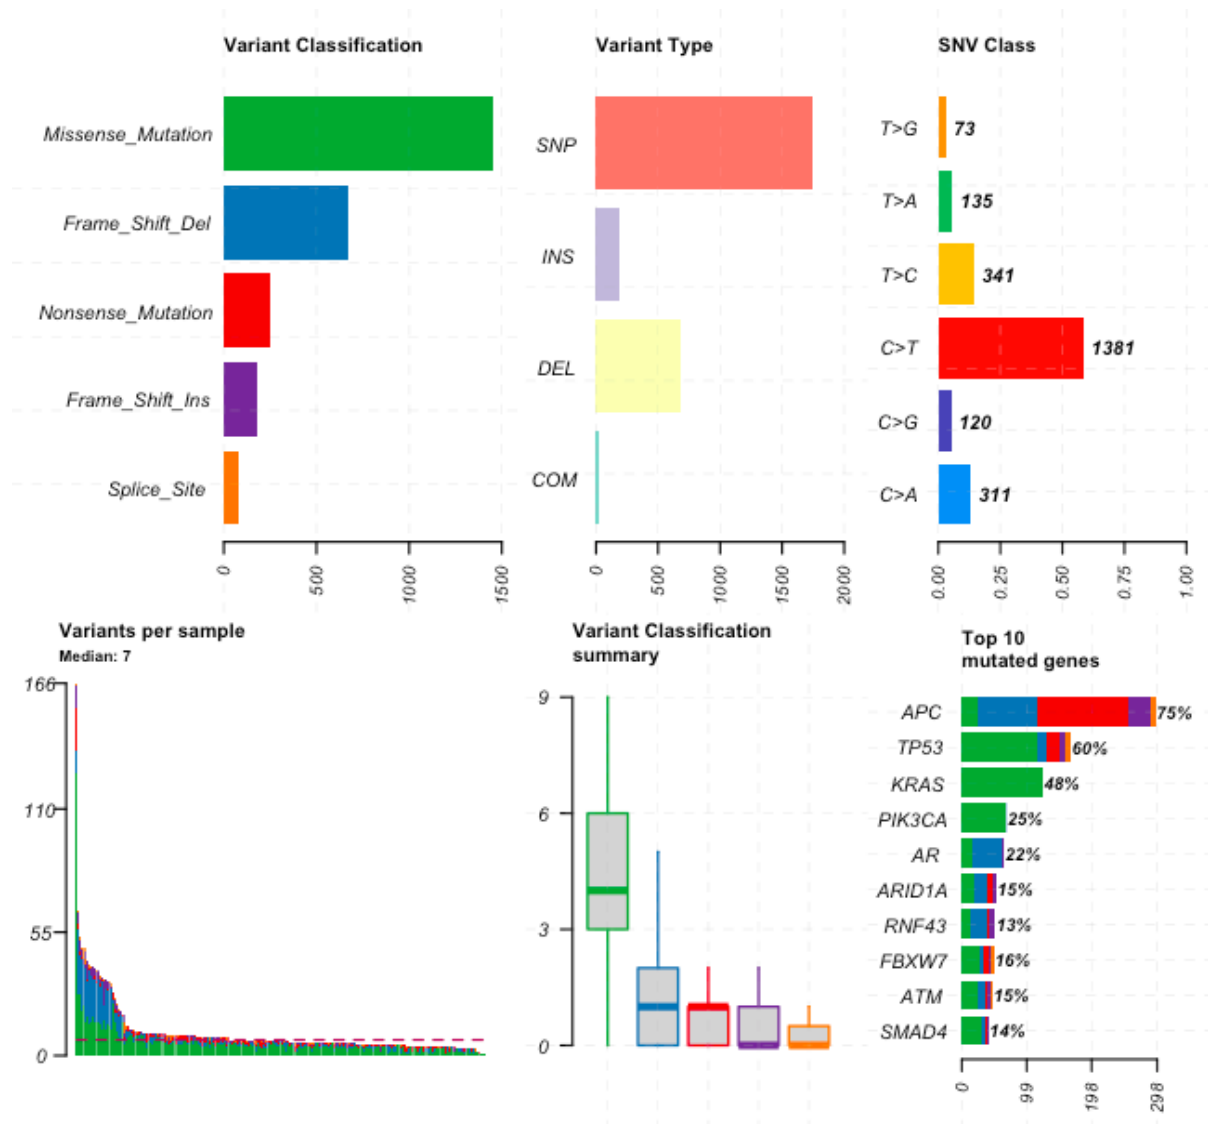 Variant Classification
Missense_Mutation
Frame_Shift_Del
Nonsense_Mutation
Frame_Shift_Ins
Splice_Site
0
500
1000
1500
Variant Type
SNP
INS
DEL
COM
0
500
1000
1500
2000
SNV Class
T>G
73
T>A
135
T>C
341
C>T
1381
C>G
120
C>A
311
0.00
0.25
0.50
0.75
1.00
Variants per sample
Median: 7
166
110
55
0
Variant Classification
summary
9
6
3
0
Top 10
mutated genes
APC
75%
TP53
60%
KRAS
48%
PIK3CA
25%
AR
22%
ARID1A
15%
RNF43
13%
FBXW7
16%
ATM
15%
SMAD4
14%
0
99
198
298